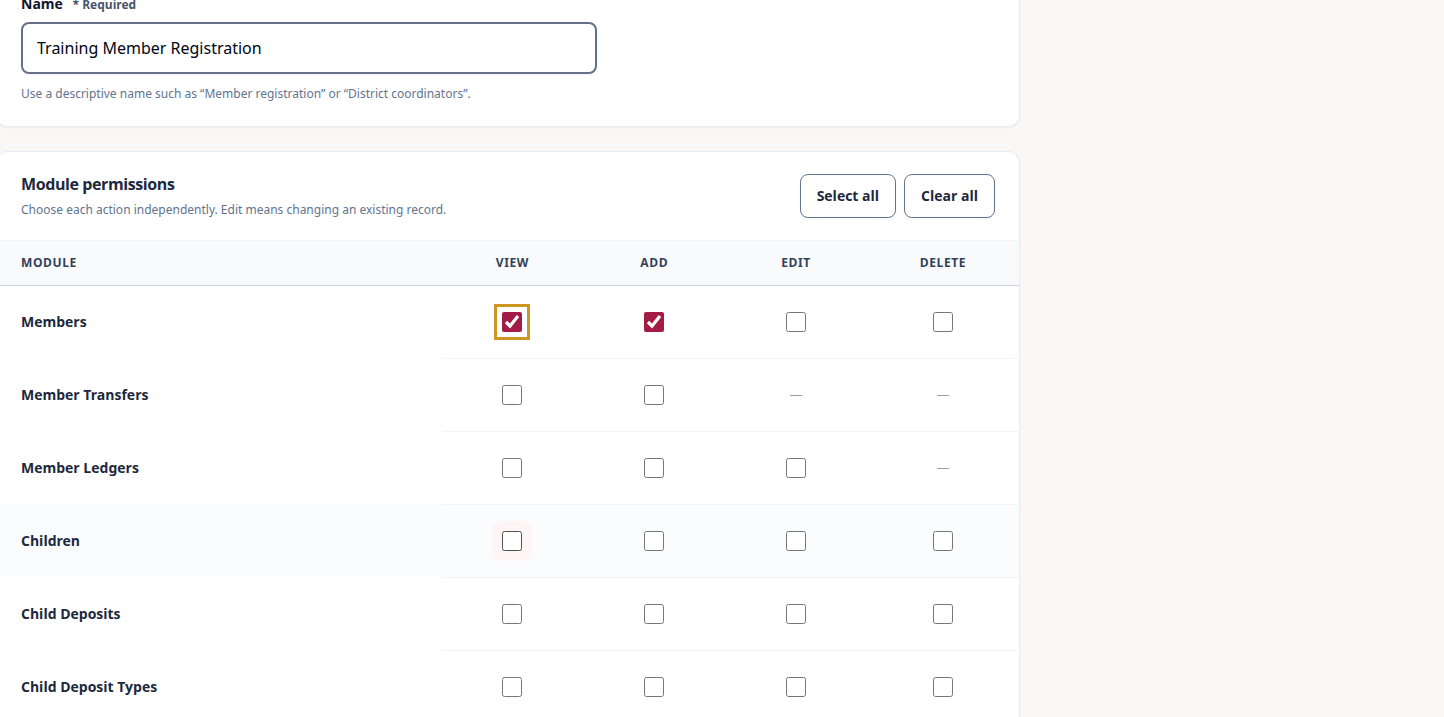 Name * Required
Training Member Registration
Use a descriptive name such as “Member registration” or “District coordinators”.
Module permissions
Choose each action independently. Edit means changing an existing record.
Select all
Clear all
MODULE VIEW ADD EDIT DELETE
Members
Member Transfers — —
Member Ledgers —
Children
Child Deposits
Child Deposit Types